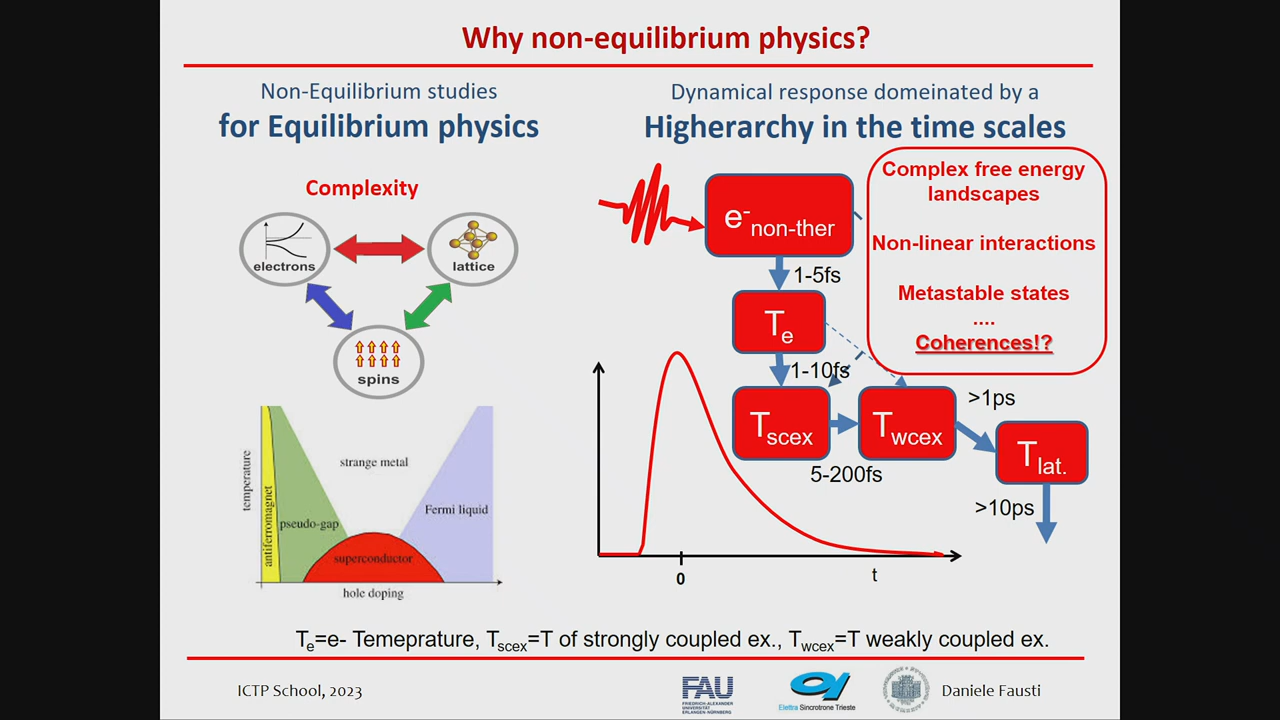 Why non-equilibrium physics?
Non-Equilibrium studies
for Equilibrium physics
Complexity
electrons
lattice
spins
temperature
antiferromagnet
pseudo-gap
strange metal
Fermi liquid
superconductor
hole doping
Dynamical response domeinated by a
Higherarchy in the time scales
e- non-ther
1-5fs
Te
1-10fs
Tscex
Twcex
5-200fs
>1ps
Tlat.
>10ps
Complex free energy
landscapes
Non-linear interactions
Metastable states
....
Coherences!?
0
t
Te=e- Temeprature, Tscex=T of strongly coupled ex., Twcex=T weakly coupled ex.
ICTP School, 2023
FAU
FRIEDRICH-ALEXANDER
UNIVERSITÄT
ERLANGEN-NÜRNBERG
Elettra Sincrotrone Trieste
Daniele Fausti